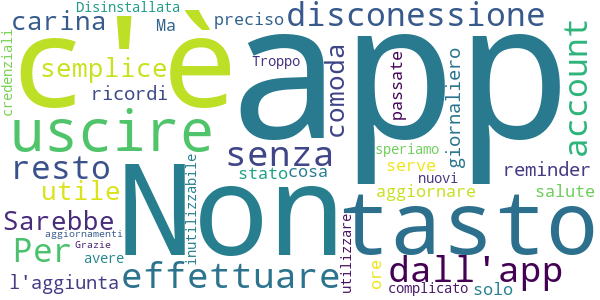 Disinstallata
credenziali
carina
Ma
preciso
disconessione
c'è
app
semplice
Troppo
comoda
passate
giornaliero
account
ricordi
uscire
senza
speriamo
resto
stato
cosa
serve
nuovi
reminder
utile
Non
tasto
aggiornare
salute
Sarebbe
inutilizzabile
Per
aggiornamenti
Grazie
avere
effettuare
utilizzare
ore
dall'app
l'aggiunta
complicato
solo